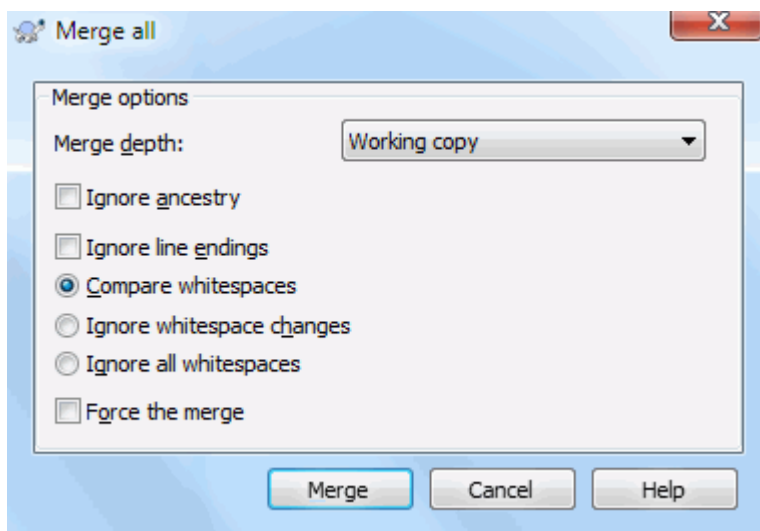 Merge all
Merge options
Merge depth: Working copy
Ignore ancestry
Ignore line endings
Compare whitespaces
Ignore whitespace changes
Ignore all whitespaces
Force the merge
Merge Cancel Help